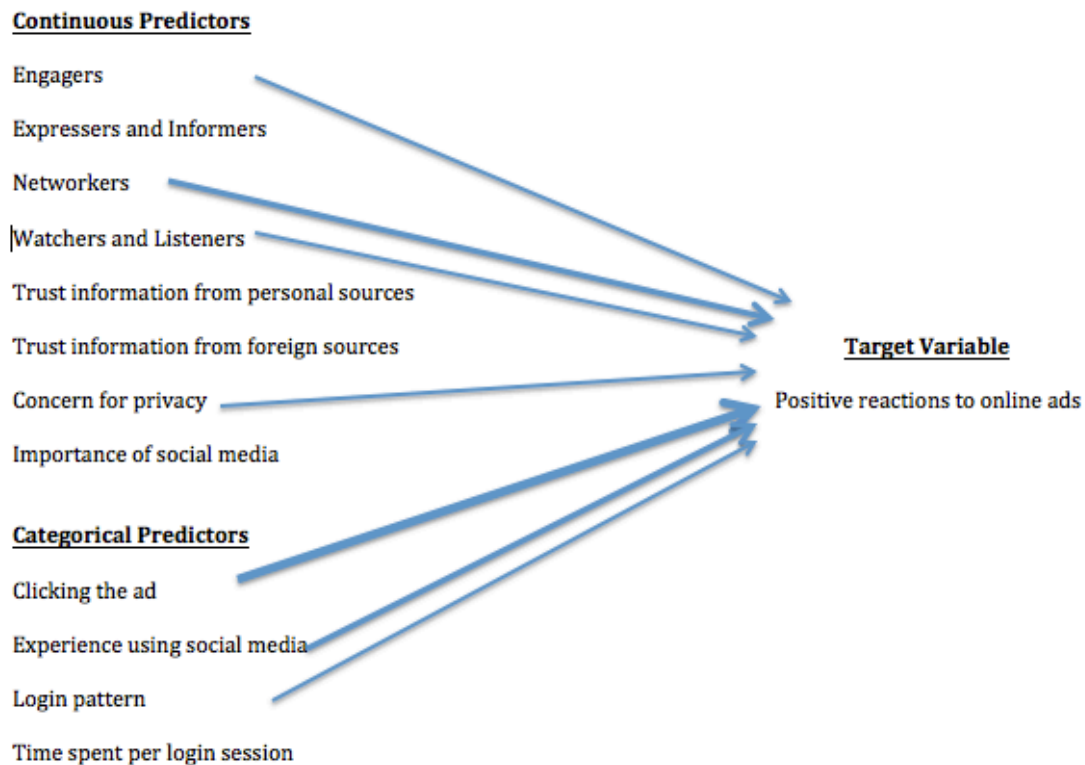 Continuous Predictors
Engagers
Expressers and Informers
Networkers
Watchers and Listeners
Trust information from personal sources
Trust information from foreign sources
Concern for privacy
Importance of social media
Categorical Predictors
Clicking the ad
Experience using social media
Login pattern
Time spent per login session
Target Variable
Positive reactions to online ads